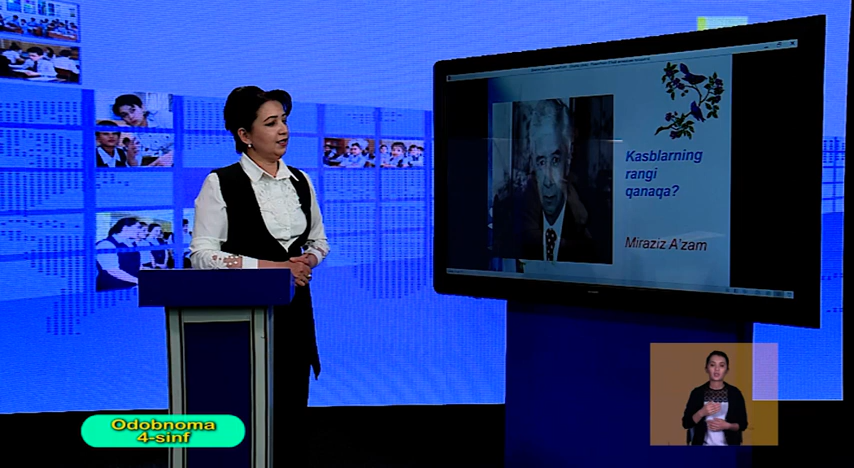 Kasblarning
rangi
qanaqa?
Miraziz A'zam
Odobnoma
4-sinf